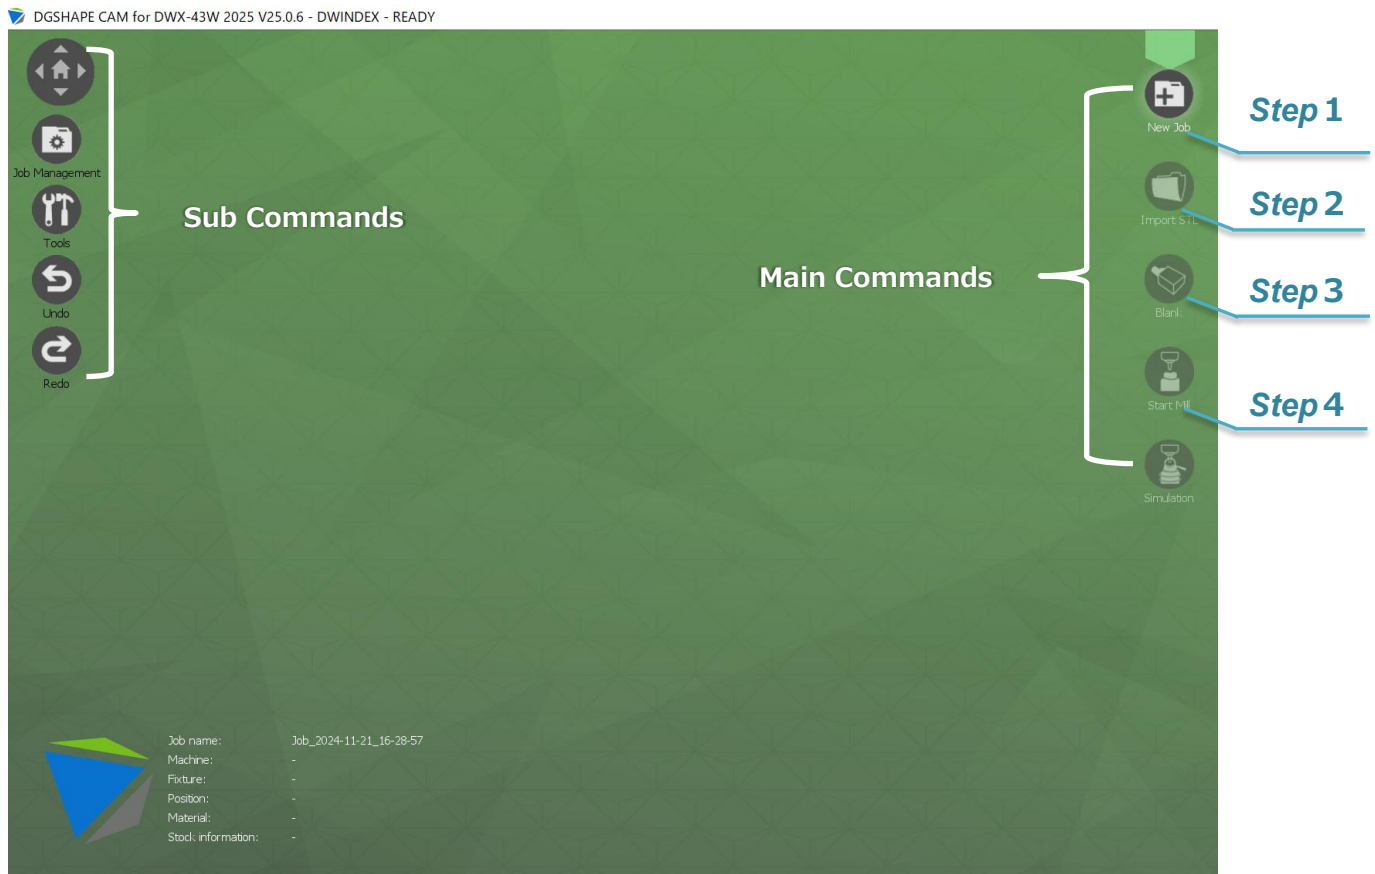 DGSHAPE CAM for DWX-43W 2025 V25.0.6 - DWINDEX - READY
New Job
Step 1
Job Management
Tools
Sub Commands
Import STL
Step 2
Main Commands
Undo
Blank
Step 3
Redo
Start Mill
Step 4
Simulation
Job name: Job_2024-11-21_16-28-57
Machine: -
Fixture: -
Position: -
Material: -
Stock information: -